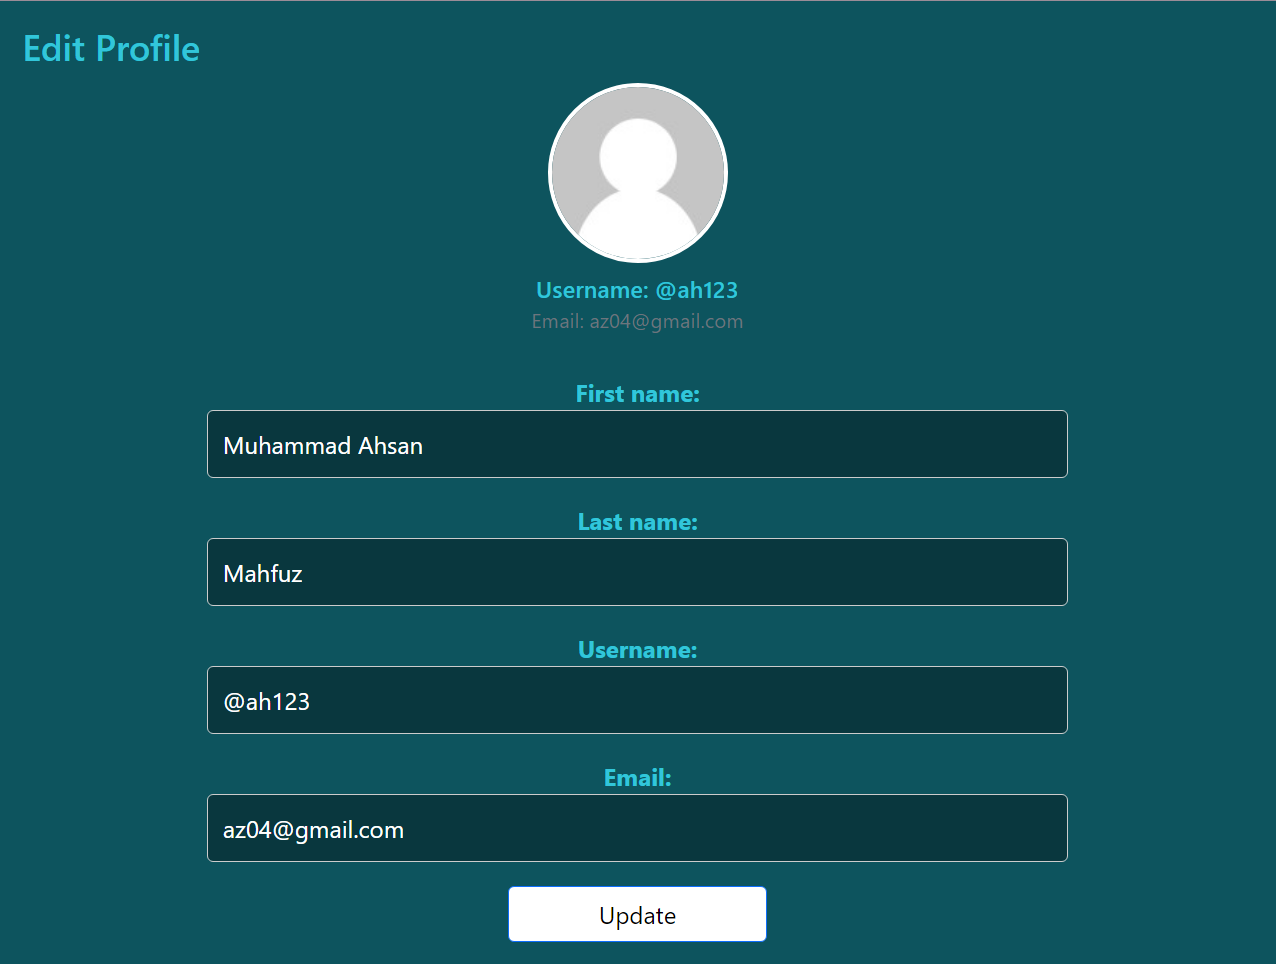 Edit Profile
Username: @ah123
Email: az04@gmail.com
First name:
Muhammad Ahsan
Last name:
Mahfuz
Username:
@ah123
Email:
az04@gmail.com
Update